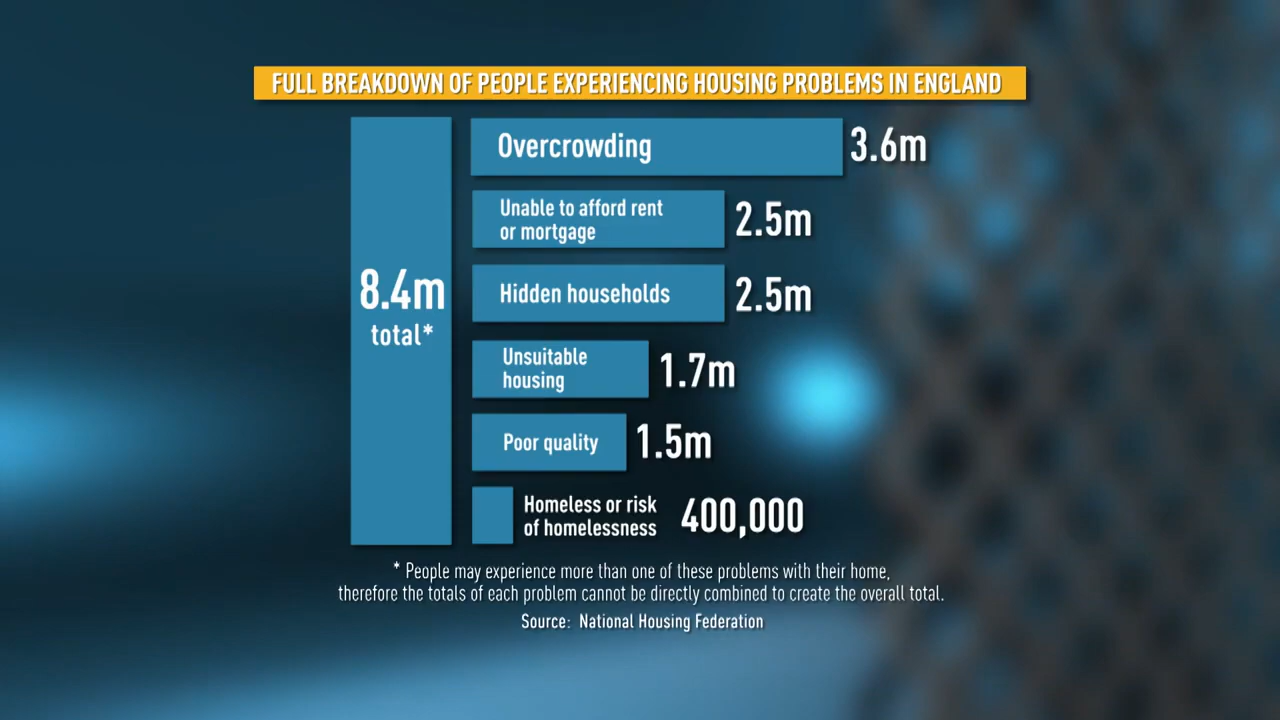 FULL BREAKDOWN OF PEOPLE EXPERIENCING HOUSING PROBLEMS IN ENGLAND
8.4m
total*
Overcrowding 3.6m
Unable to afford rent
or mortgage 2.5m
Hidden households 2.5m
Unsuitable
housing 1.7m
Poor quality 1.5m
Homeless or risk
of homelessness 400,000
* People may experience more than one of these problems with their home,
therefore the totals of each problem cannot be directly combined to create the overall total.
Source: National Housing Federation